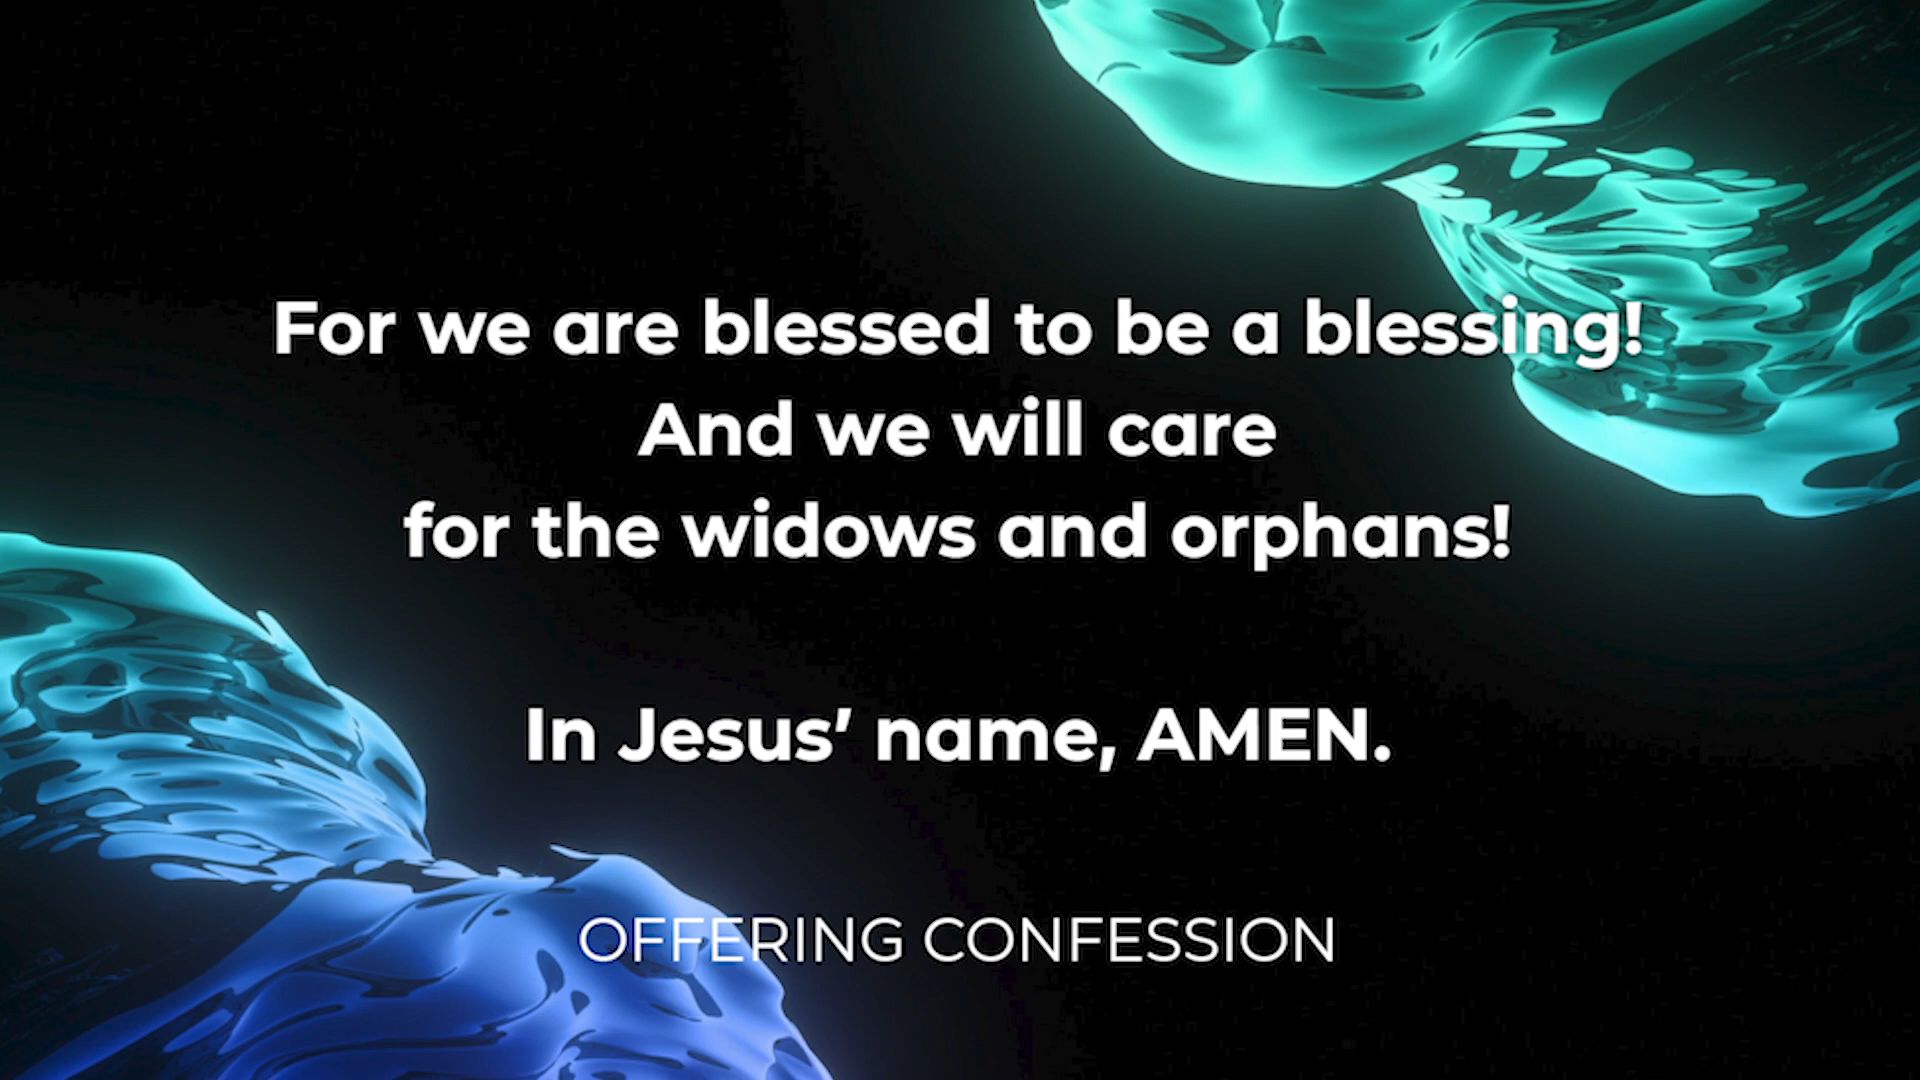 For we are blessed to be a blessing!
And we will care
for the widows and orphans!
In Jesus’ name, AMEN.
OFFERING CONFESSION